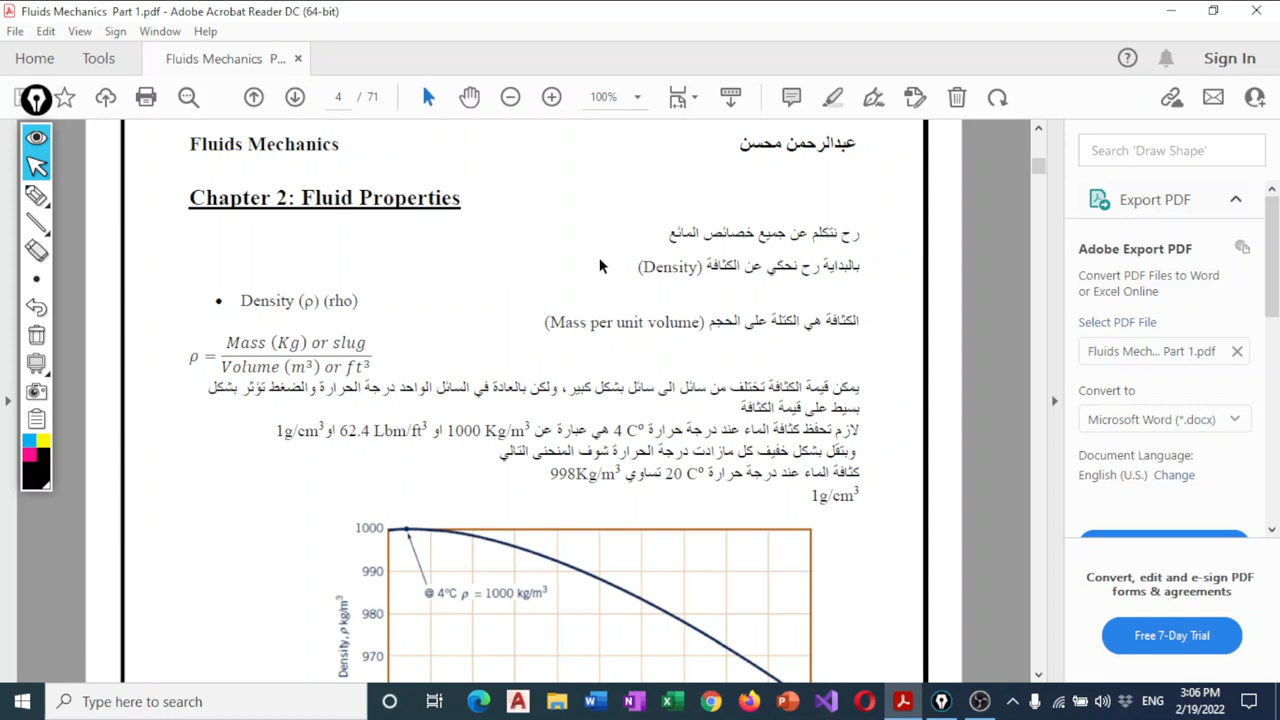 Fluids Mechanics Part 1.pdf - Adobe Acrobat Reader DC (64-bit)
File Edit View Sign Window Help
Home Tools Fluids Mechanics P... × Sign In
4 / 71 100%
Fluids Mechanics عبدالرحمن محسن
Chapter 2: Fluid Properties
رح نتكلم عن جميع خصائص المائع
بالبداية رح نحكي عن الكثافة (Density)
• Density (ρ) (rho)
الكثافة هي الكتلة على الحجم (Mass per unit volume)
ρ = Mass (Kg) or slug / Volume (m³) or ft³
يمكن قيمة الكثافة تختلف من سائل الى سائل بشكل كبير ، ولكن بالعادة في السائل الواحد درجة الحرارة والضغط تؤثر بشكل
بسيط على قيمة الكثافة
لازم تحفظ كثافة الماء عند درجة حرارة 4 Cº هي عبارة عن 1000 Kg/m³ او 62.4 Lbm/ft³ او 1g/cm³
وبتقل بشكل خفيف كل مازادت درجة الحرارة شوف المنحنى التالي
كثافة الماء عند درجة حرارة 20 Cº تساوي 998Kg/m³
1g/cm³
1000
990
@ 4°C ρ = 1000 kg/m³
980
970
Density, ρ kg/m³
Search 'Draw Shape'
Export PDF
Adobe Export PDF
Convert PDF Files to Word
or Excel Online
Select PDF File
Fluids Mech... Part 1.pdf
Convert to
Microsoft Word (*.docx)
Document Language:
English (U.S.) Change
Convert, edit and e-sign PDF
forms & agreements
Free 7-Day Trial
Type here to search
ENG
3:06 PM
2/19/2022